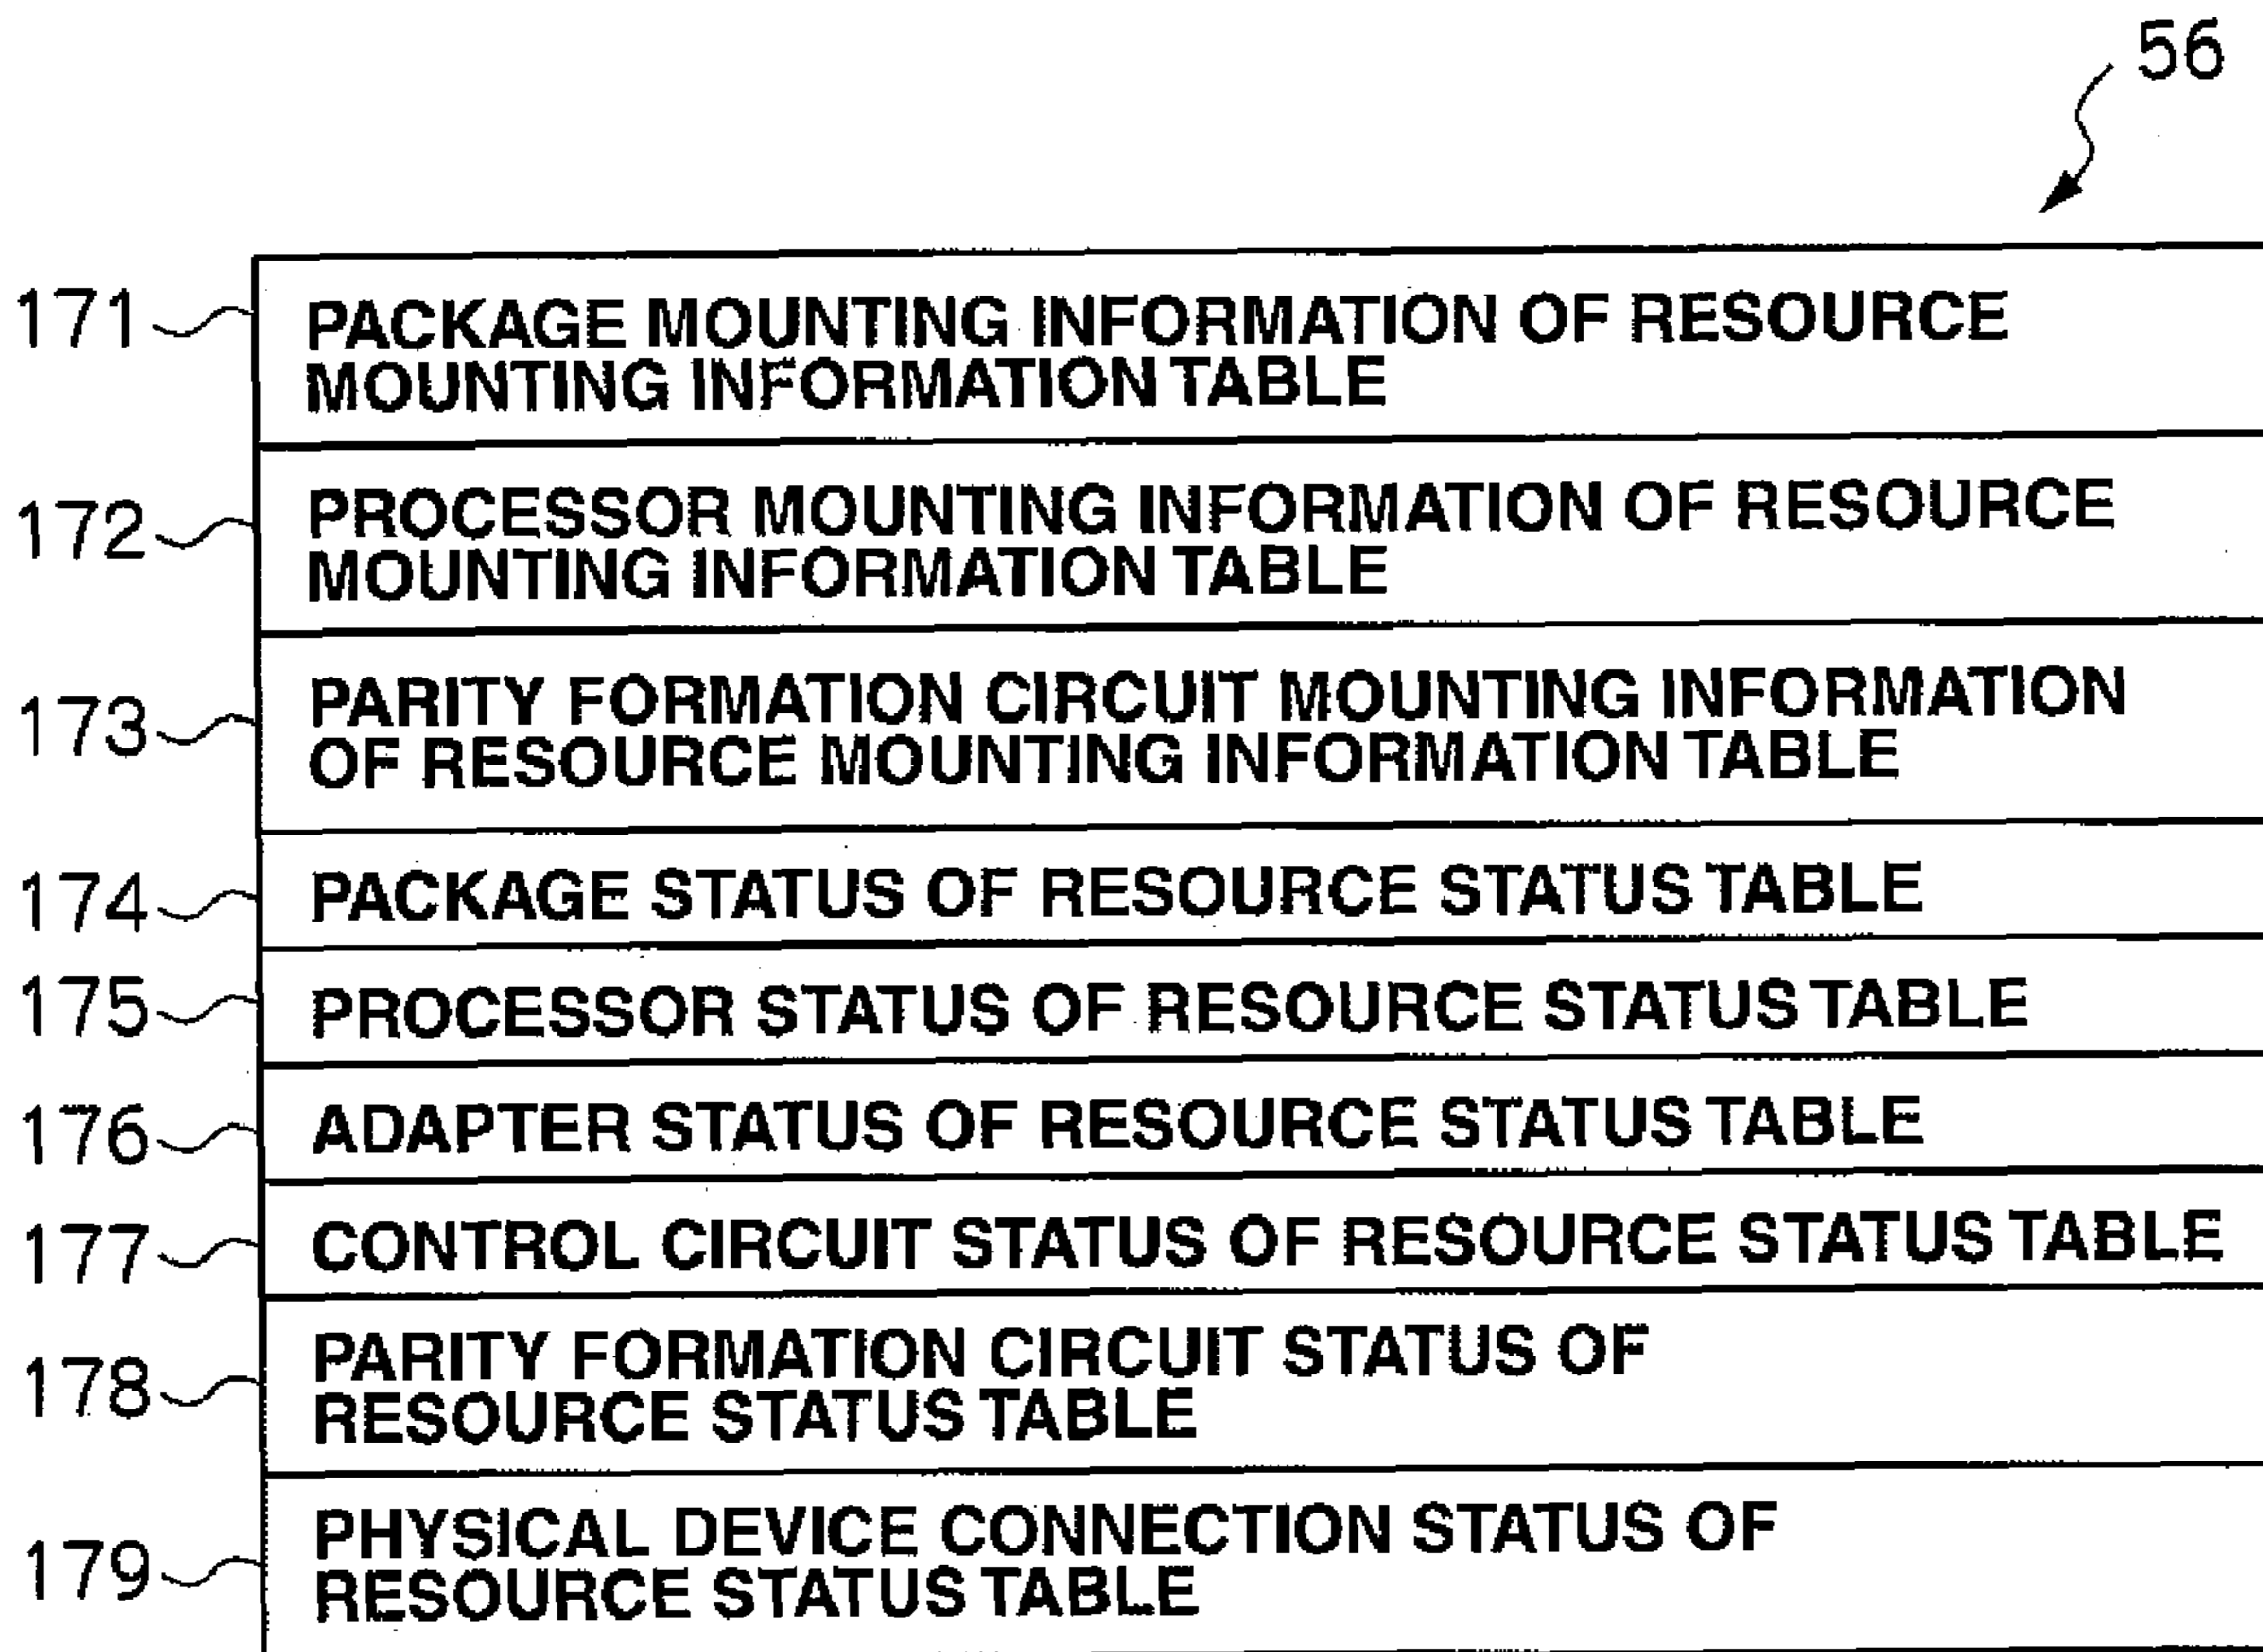 56
171 PACKAGE MOUNTING INFORMATION OF RESOURCE
MOUNTING INFORMATION TABLE
172 PROCESSOR MOUNTING INFORMATION OF RESOURCE
MOUNTING INFORMATION TABLE
173 PARITY FORMATION CIRCUIT MOUNTING INFORMATION
OF RESOURCE MOUNTING INFORMATION TABLE
174 PACKAGE STATUS OF RESOURCE STATUS TABLE
175 PROCESSOR STATUS OF RESOURCE STATUS TABLE
176 ADAPTER STATUS OF RESOURCE STATUS TABLE
177 CONTROL CIRCUIT STATUS OF RESOURCE STATUS TABLE
178 PARITY FORMATION CIRCUIT STATUS OF
RESOURCE STATUS TABLE
179 PHYSICAL DEVICE CONNECTION STATUS OF
RESOURCE STATUS TABLE